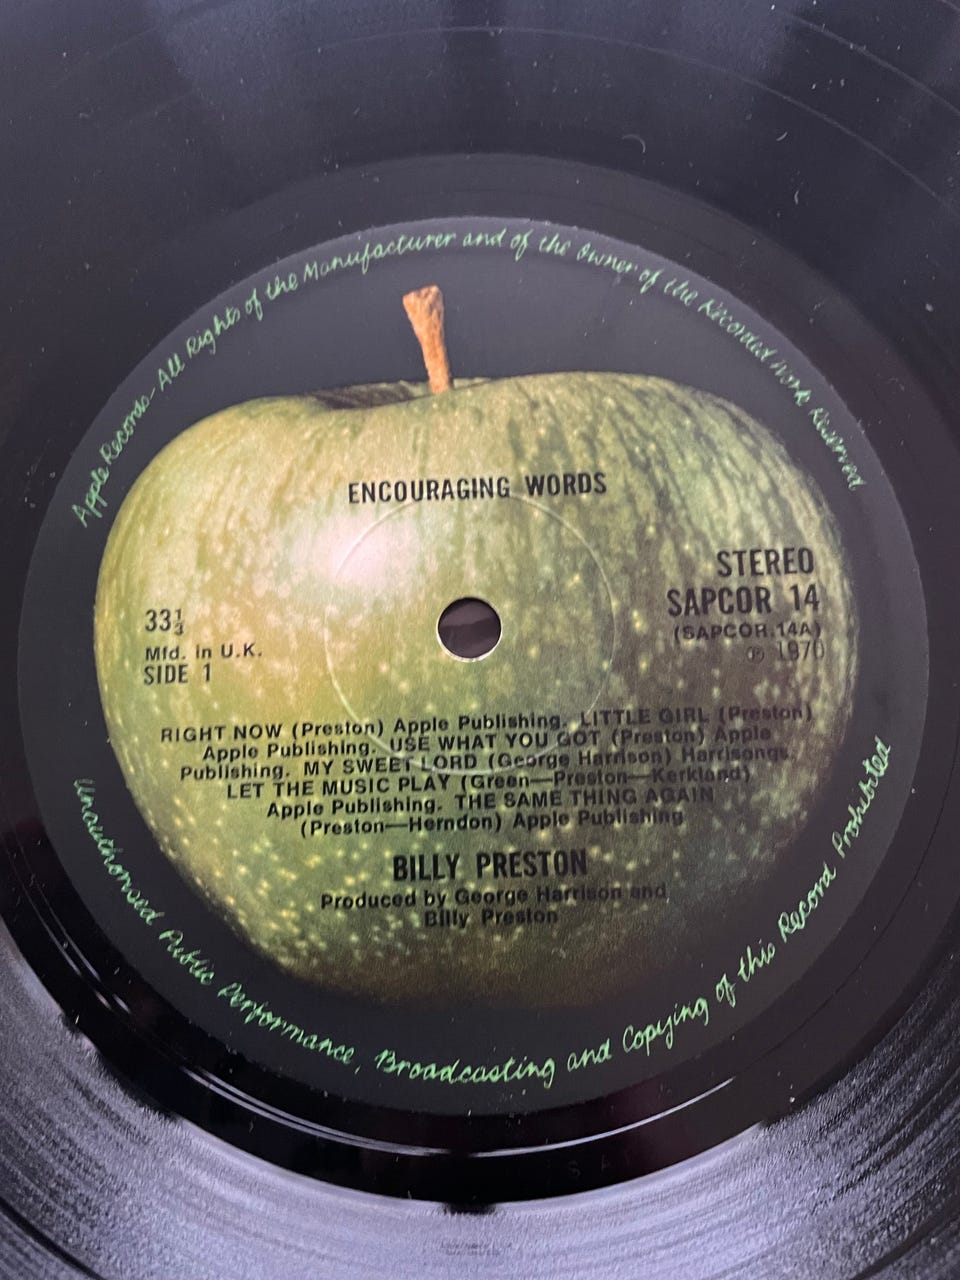 Apple Records-All Rights of the Manufacturer and of the Owner of the Recorded Work Reserved
ENCOURAGING WORDS
STEREO
SAPCOR 14
(SAPCOR.14A)
℗ 1970
33⅓
Mfd. in U.K.
SIDE 1
RIGHT NOW (Preston) Apple Publishing. LITTLE GIRL (Preston)
Apple Publishing. USE WHAT YOU GOT (Preston) Apple
Publishing. MY SWEET LORD (George Harrison) Harrisongs.
LET THE MUSIC PLAY (Green—Preston—Kerkland)
Apple Publishing. THE SAME THING AGAIN
(Preston—Herndon) Apple Publishing
BILLY PRESTON
Produced by George Harrison and
Billy Preston
Unauthorised Public Performance, Broadcasting and Copying of this Record Prohibited